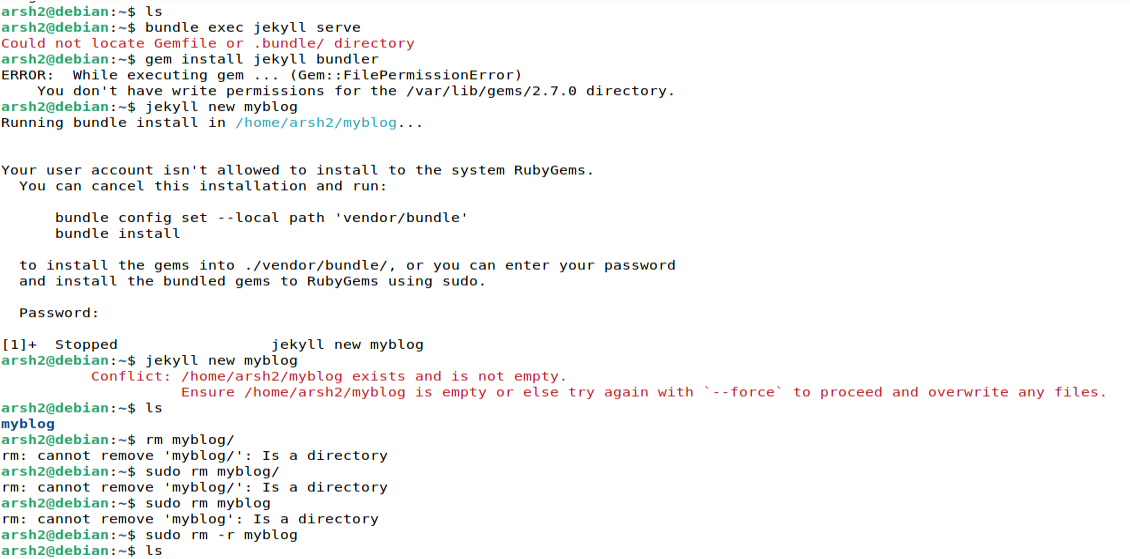 arsh2@debian:~$ ls
arsh2@debian:~$ bundle exec jekyll serve
Could not locate Gemfile or .bundle/ directory
arsh2@debian:~$ gem install jekyll bundler
ERROR:  While executing gem ... (Gem::FilePermissionError)
    You don't have write permissions for the /var/lib/gems/2.7.0 directory.
arsh2@debian:~$ jekyll new myblog
Running bundle install in /home/arsh2/myblog...
Your user account isn't allowed to install to the system RubyGems.
  You can cancel this installation and run:
      bundle config set --local path 'vendor/bundle'
      bundle install
  to install the gems into ./vendor/bundle/, or you can enter your password
  and install the bundled gems to RubyGems using sudo.
  Password:
[1]+  Stopped                 jekyll new myblog
arsh2@debian:~$ jekyll new myblog
          Conflict: /home/arsh2/myblog exists and is not empty.
                    Ensure /home/arsh2/myblog is empty or else try again with `--force` to proceed and overwrite any files.
arsh2@debian:~$ ls
myblog
arsh2@debian:~$ rm myblog/
rm: cannot remove 'myblog/': Is a directory
arsh2@debian:~$ sudo rm myblog/
rm: cannot remove 'myblog/': Is a directory
arsh2@debian:~$ sudo rm myblog
rm: cannot remove 'myblog': Is a directory
arsh2@debian:~$ sudo rm -r myblog
arsh2@debian:~$ ls